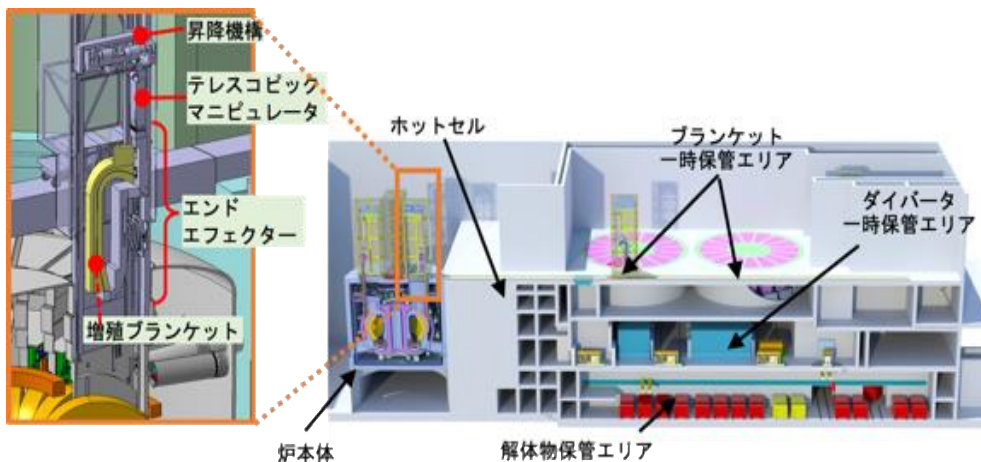 昇降機構
テレスコピック
マニピュレータ
エンド
エフェクター
増殖ブランケット
ホットセル
ブランケット
一時保管エリア
ダイバータ
一時保管エリア
炉本体
解体物保管エリア